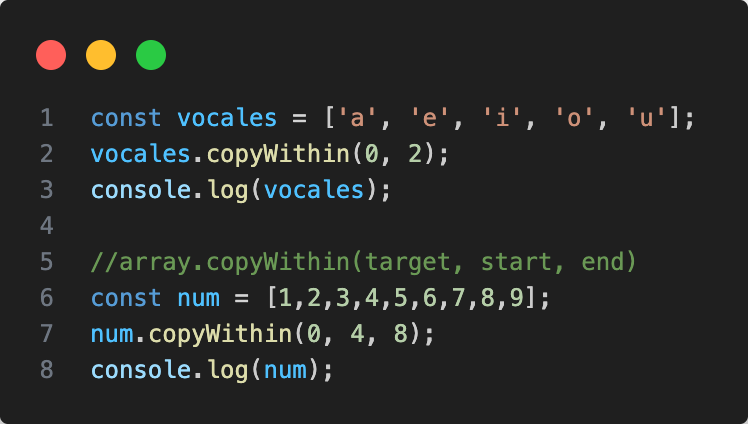 1 const vocales = ['a', 'e', 'i', 'o', 'u'];
2 vocales.copyWithin(0, 2);
3 console.log(vocales);
4
5 //array.copyWithin(target, start, end)
6 const num = [1,2,3,4,5,6,7,8,9];
7 num.copyWithin(0, 4, 8);
8 console.log(num);